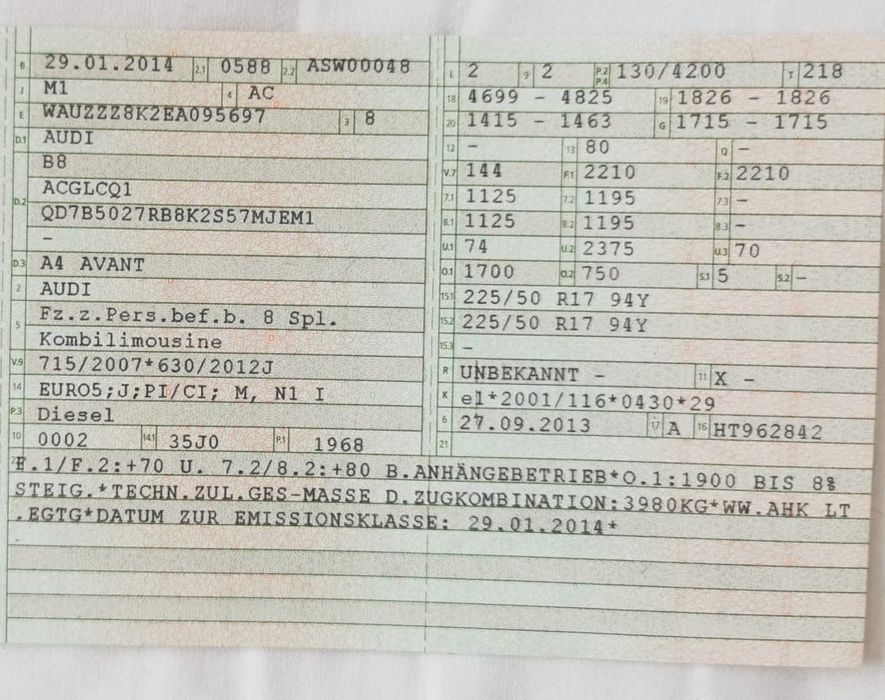 B 29.01.2014 2.1 0588 2.2 ASW00048
J M1 4 AC
E WAUZZZ8K2EA095697 3 8
D.1 AUDI
B8
D.2 ACGLCQ1
QD7B5027RB8K2S57MJEM1
-
D.3 A4 AVANT
2 AUDI
5 Fz.z.Pers.bef.b. 8 Spl.
Kombilimousine
V.9 715/2007*630/2012J
14 EURO5;J;PI/CI; M, N1 I
P.3 Diesel
10 0002 14.1 35J0 P.1 1968
L 2 9 2 P.2 P.4 130/4200 T 218
18 4699 - 4825 19 1826 - 1826
20 1415 - 1463 G 1715 - 1715
12 - 13 80 Q -
V.7 144 F.1 2210 F.2 2210
7.1 1125 7.2 1195 7.3 -
8.1 1125 8.2 1195 8.3 -
U.1 74 U.2 2375 U.3 70
O.1 1700 O.2 750 S.1 5 S.2 -
15.1 225/50 R17 94Y
15.2 225/50 R17 94Y
15.3 -
R UNBEKANNT - 11 X -
K e1*2001/116*0430*29
6 27.09.2013 17 A 16 HT962842
21
F.1/F.2:+70 U. 7.2/8.2:+80 B.ANHÄNGEBETRIEB*O.1:1900 BIS 8%
STEIG.*TECHN.ZUL.GES-MASSE D.ZUGKOMBINATION:3980KG*WW.AHK LT
.EGTG*DATUM ZUR EMISSIONSKLASSE: 29.01.2014*